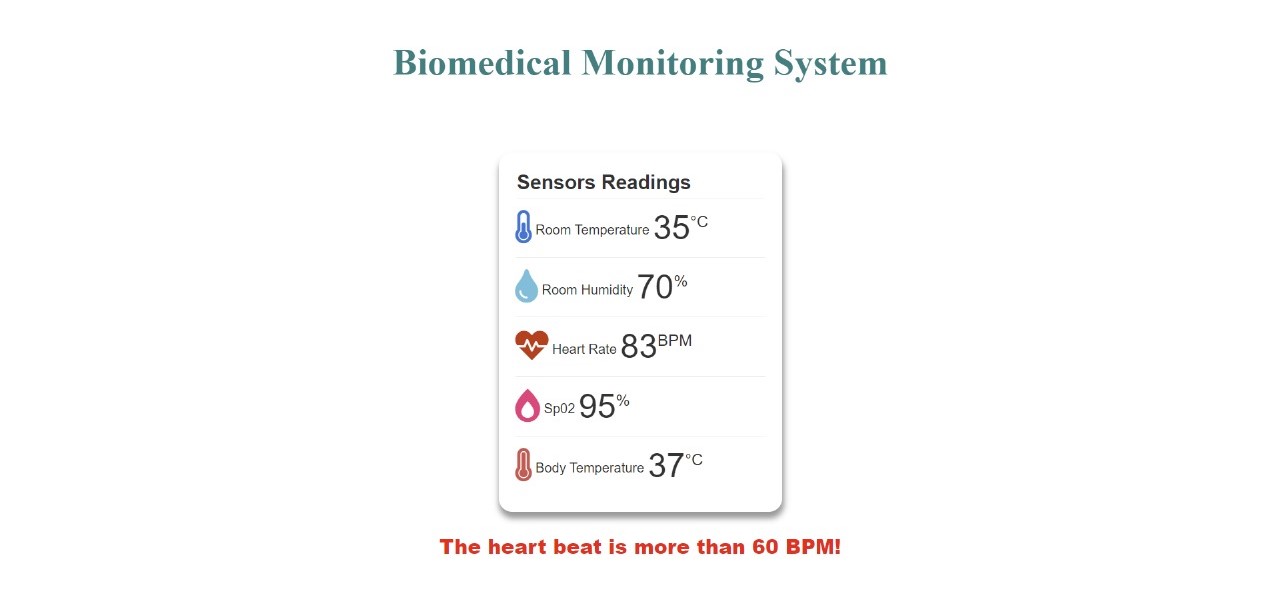 Biomedical Monitoring System
Sensors Readings
Room Temperature 35°C
Room Humidity 70%
Heart Rate 83BPM
Sp02 95%
Body Temperature 37°C
The heart beat is more than 60 BPM!